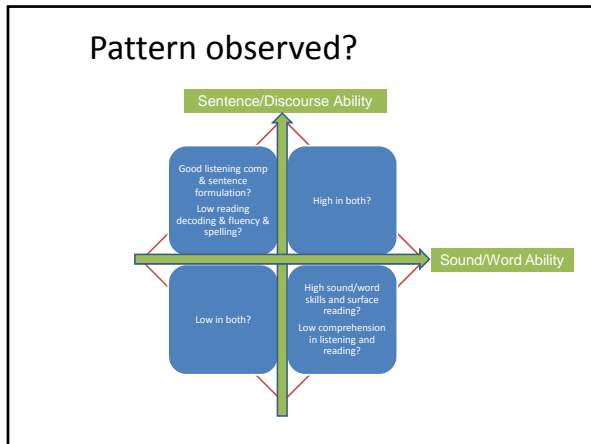 Pattern observed?
Sentence/Discourse Ability
Good listening comp
& sentence
formulation?
Low reading
decoding & fluency &
spelling?
High in both?
Sound/Word Ability
Low in both?
High sound/word
skills and surface
reading?
Low comprehension
in listening and
reading?